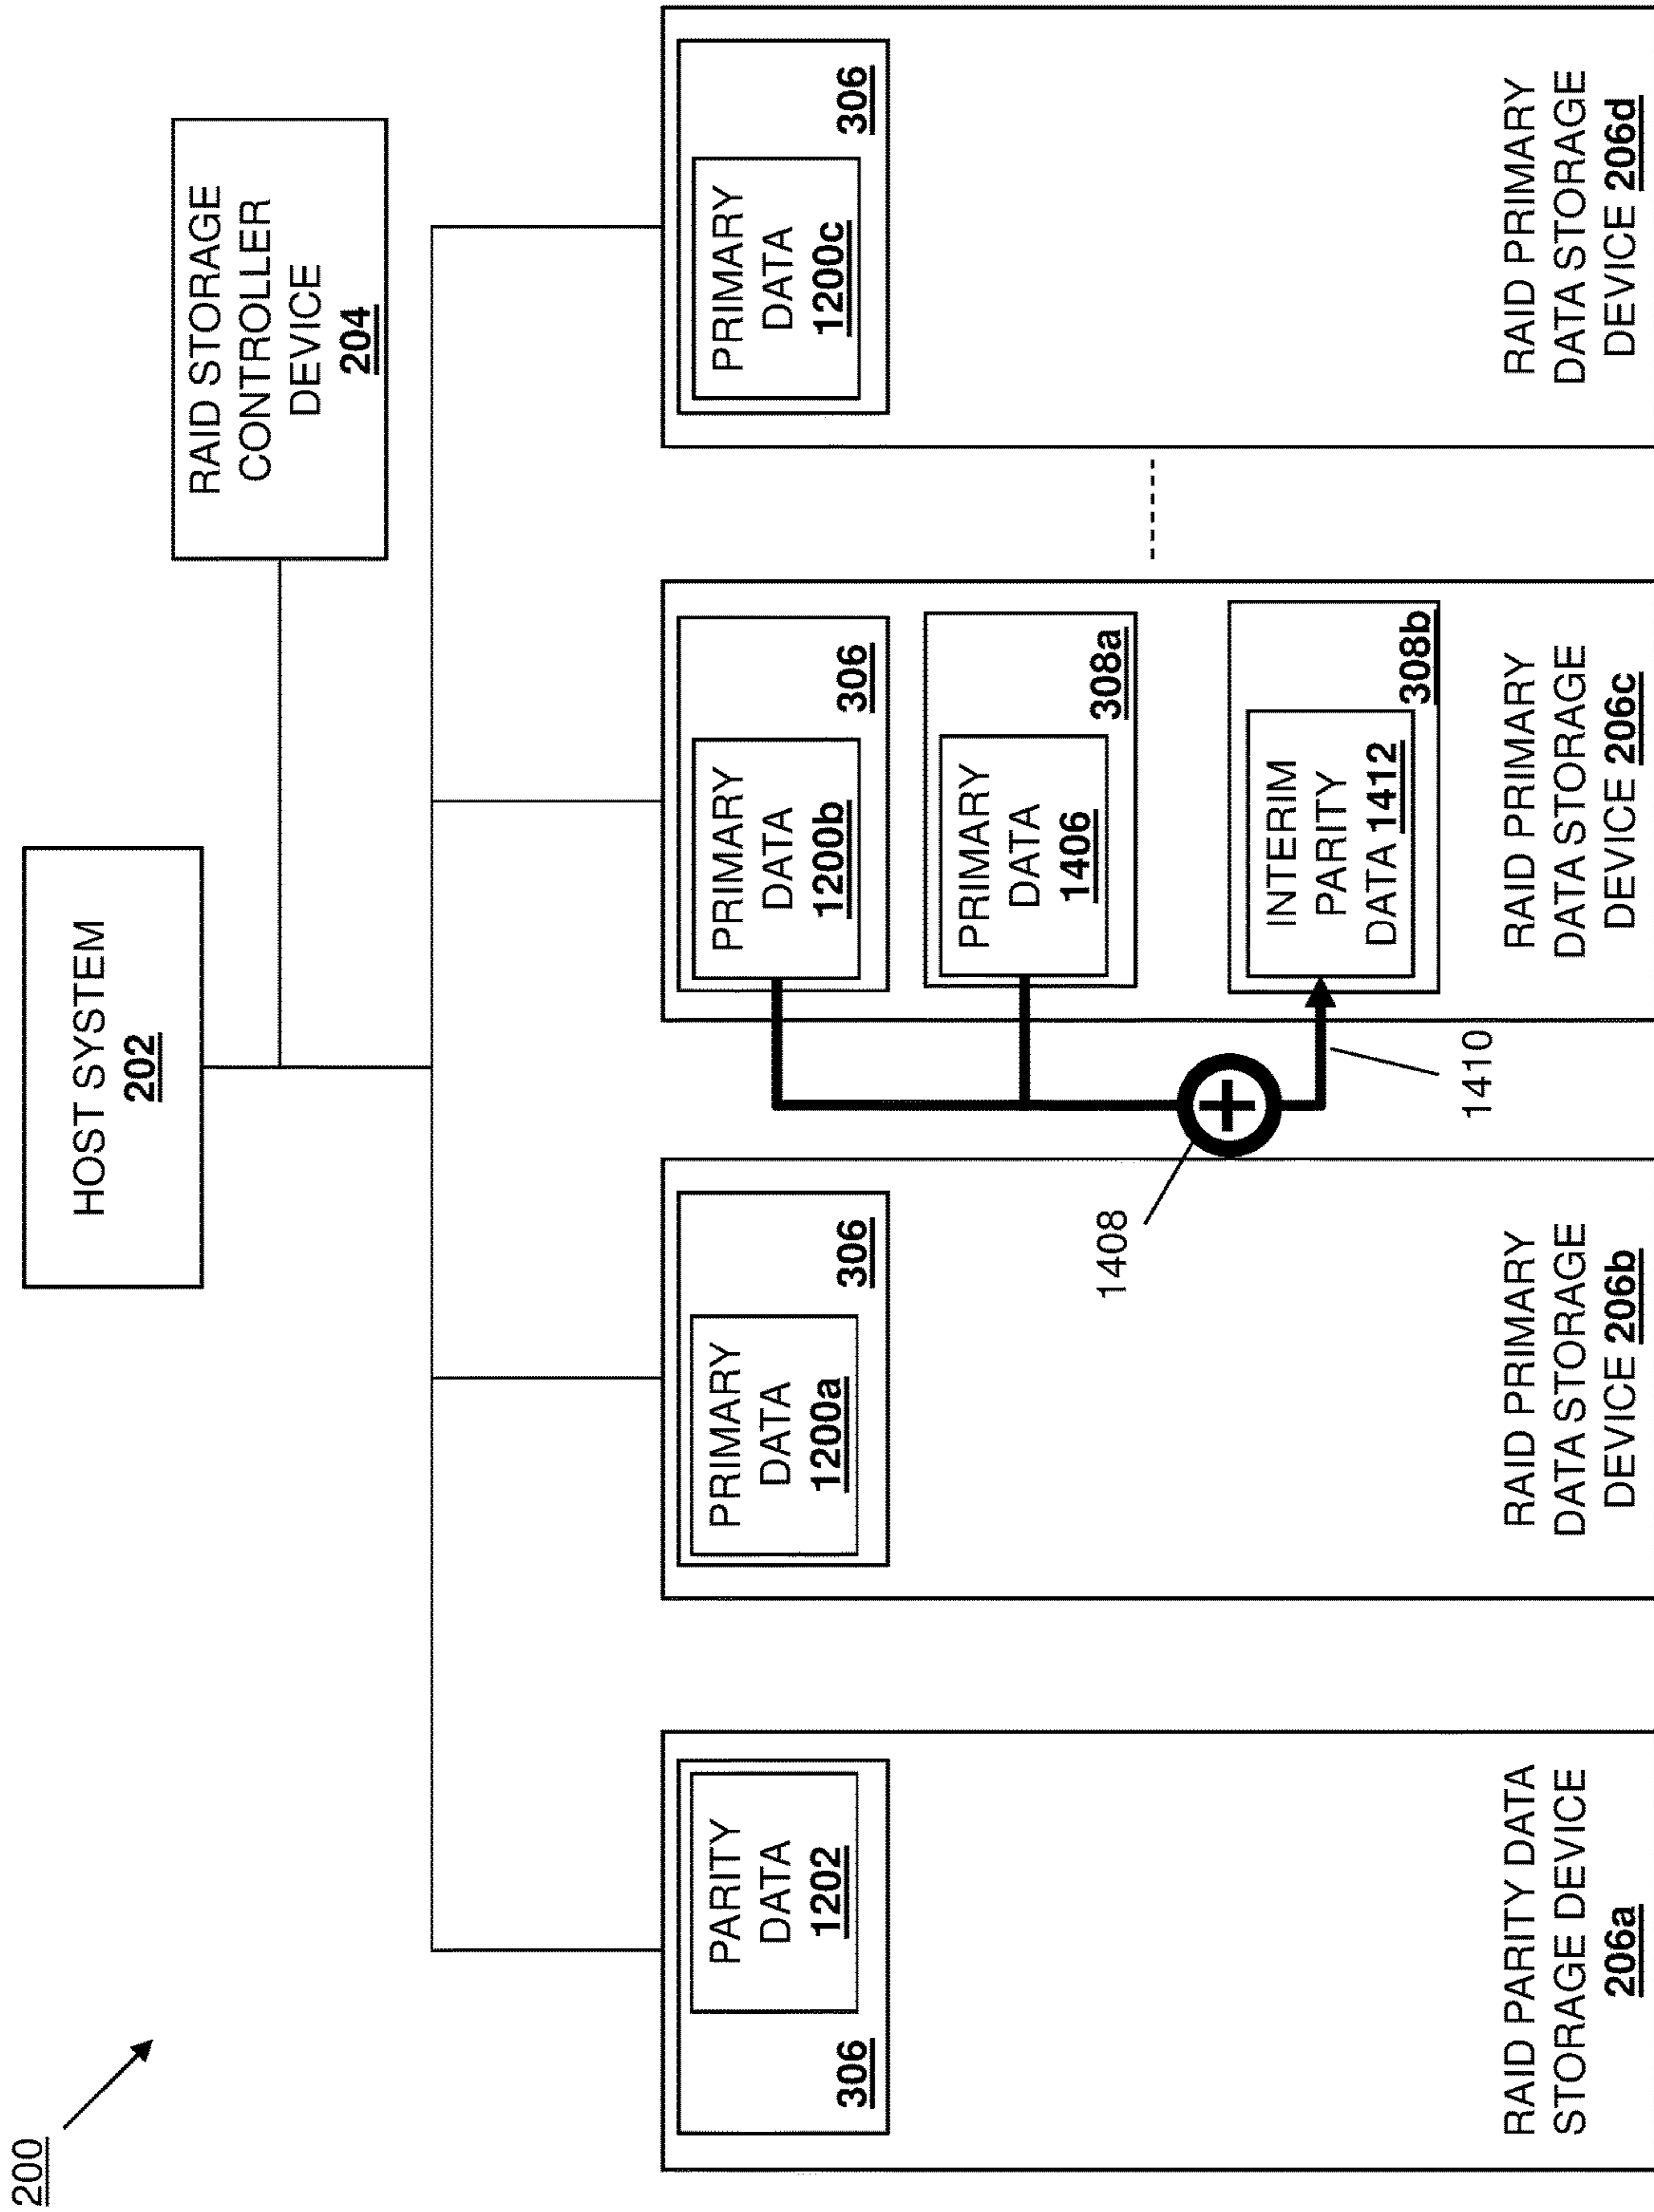 200
HOST SYSTEM
202
RAID STORAGE
CONTROLLER
DEVICE
204
306
PARITY
DATA
1202
RAID PARITY DATA
STORAGE DEVICE
206a
PRIMARY
DATA
1200a
306
RAID PRIMARY
DATA STORAGE
DEVICE 206b
1408
1410
PRIMARY
DATA
1200b
306
PRIMARY
DATA
1406
308a
INTERIM
PARITY
DATA 1412
308b
RAID PRIMARY
DATA STORAGE
DEVICE 206c
PRIMARY
DATA
1200c
306
RAID PRIMARY
DATA STORAGE
DEVICE 206d